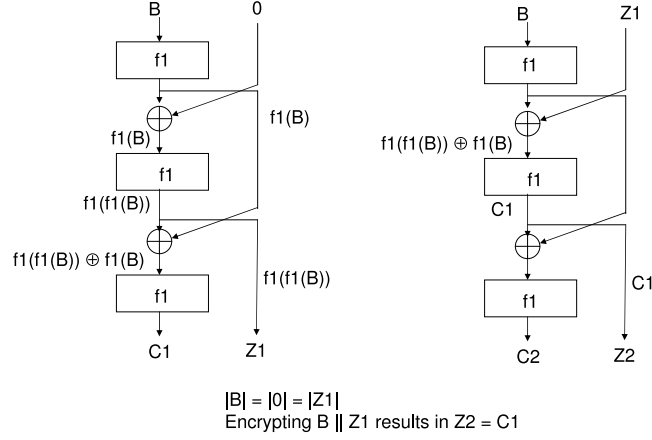 B 0
f1
f1(B)
f1(B)
f1
f1(f1(B))
f1(f1(B)) ⊕ f1(B)
f1(f1(B))
f1
C1 Z1
B Z1
f1
f1(f1(B)) ⊕ f1(B)
f1
C1
C1
f1
C2 Z2
|B| = |0| = |Z1|
Encrypting B || Z1 results in Z2 = C1